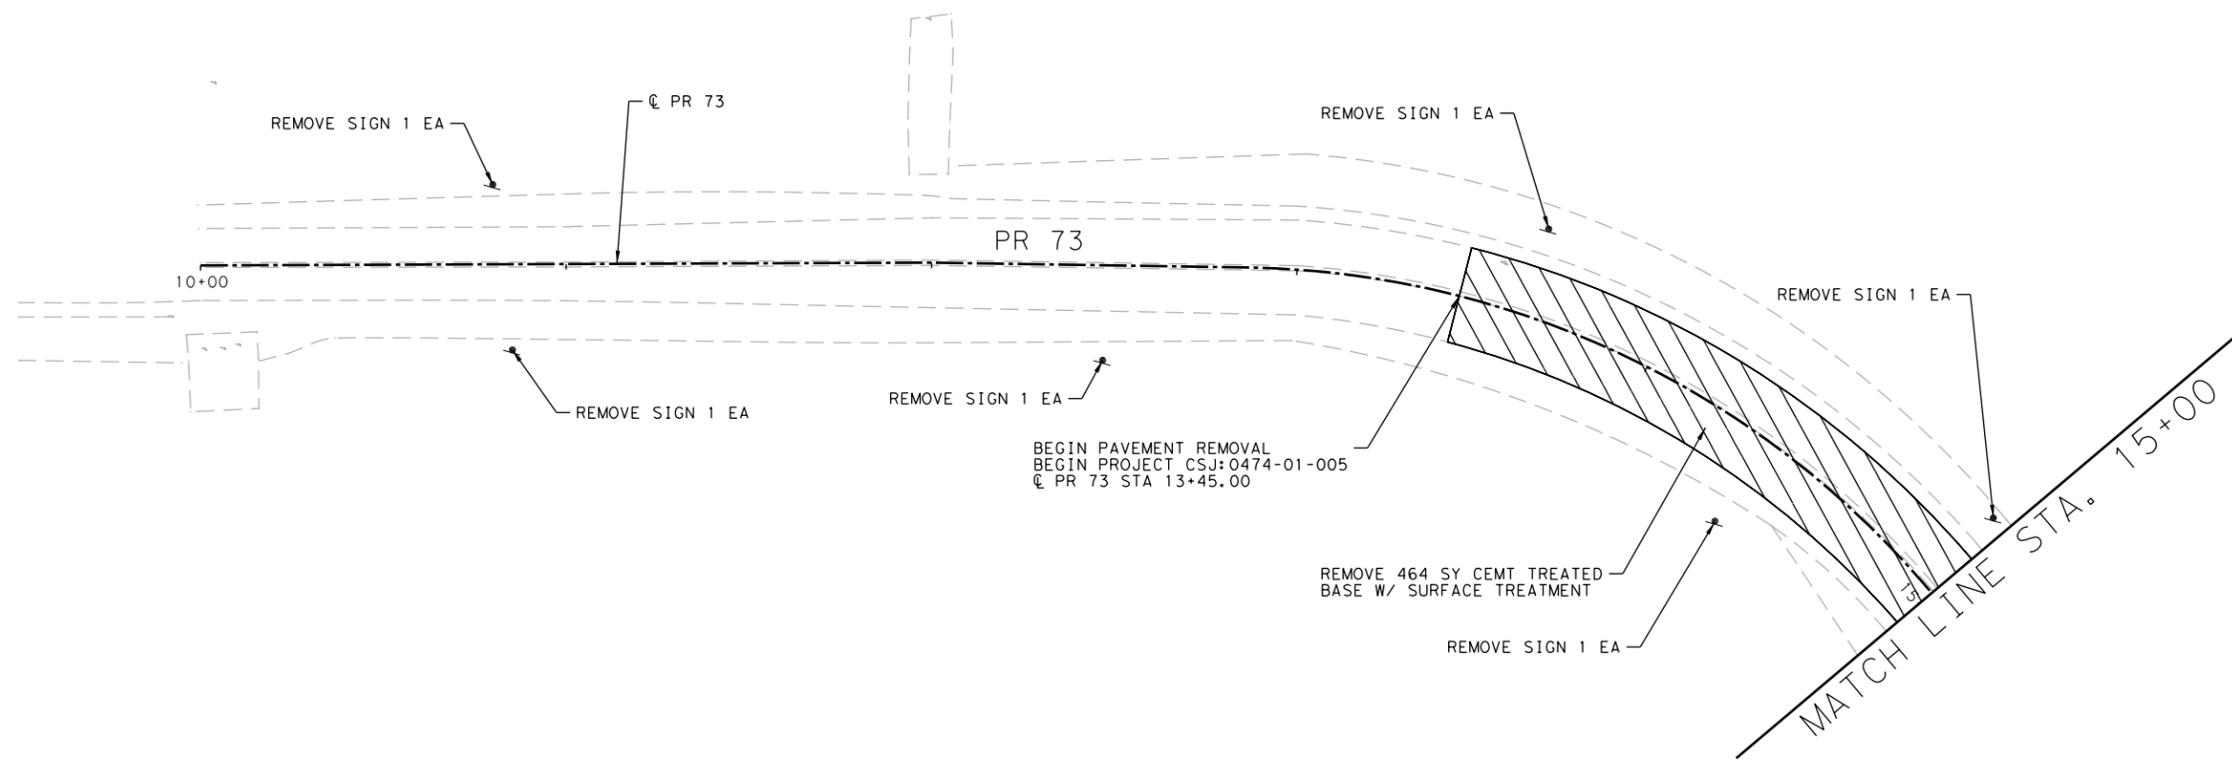 ℄ PR 73
REMOVE SIGN 1 EA
REMOVE SIGN 1 EA
PR 73
10+00
REMOVE SIGN 1 EA
REMOVE SIGN 1 EA
REMOVE SIGN 1 EA
BEGIN PAVEMENT REMOVAL
BEGIN PROJECT CSJ:0474-01-005
℄ PR 73 STA 13+45.00
REMOVE 464 SY CEMT TREATED
BASE W/ SURFACE TREATMENT
REMOVE SIGN 1 EA
15
MATCH LINE STA. 15+00